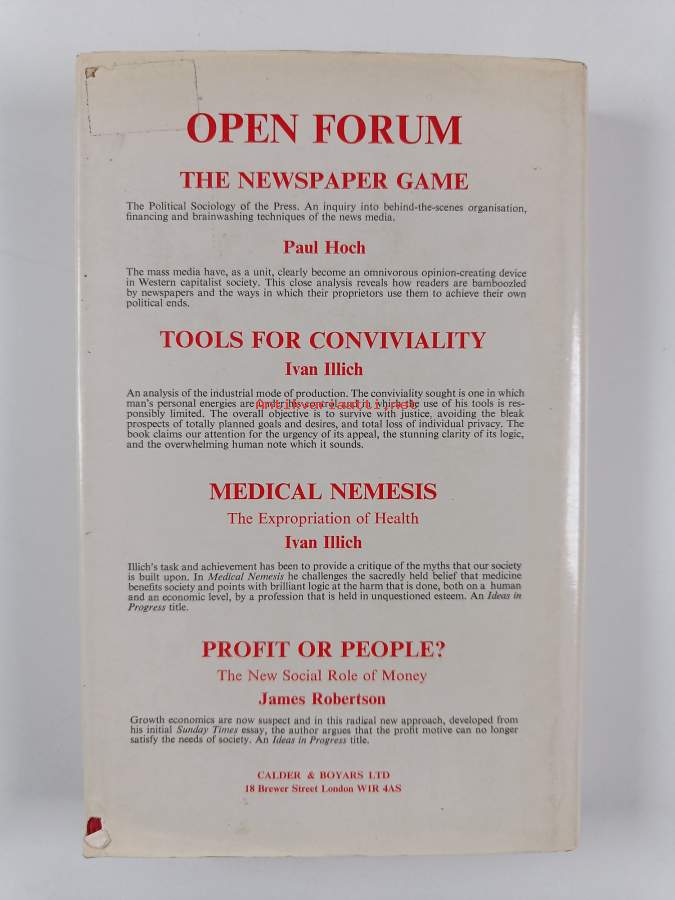 OPEN FORUM
THE NEWSPAPER GAME
The Political Sociology of the Press. An inquiry into behind-the-scenes organisation,
financing and brainwashing techniques of the news media.
Paul Hoch
The mass media have, as a unit, clearly become an omnivorous opinion-creating device
in Western capitalist society. This close analysis reveals how readers are bamboozled
by newspapers and the ways in which their proprietors use them to achieve their own
political ends.
TOOLS FOR CONVIVIALITY
Ivan Illich
An analysis of the industrial mode of production. The conviviality sought is one in which
man's personal energies are under his control and in which the use of his tools is res-
ponsibly limited. The overall objective is to survive with justice, avoiding the bleak
prospects of totally planned goals and desires, and total loss of individual privacy. The
book claims our attention for the urgency of its appeal, the stunning clarity of its logic,
and the overwhelming human note which it sounds.
MEDICAL NEMESIS
The Expropriation of Health
Ivan Illich
Illich's task and achievement has been to provide a critique of the myths that our society
is built upon. In Medical Nemesis he challenges the sacredly held belief that medicine
benefits society and points with brilliant logic at the harm that is done, both on a human
and an economic level, by a profession that is held in unquestioned esteem. An Ideas in
Progress title.
PROFIT OR PEOPLE?
The New Social Role of Money
James Robertson
Growth economics are now suspect and in this radical new approach, developed from
his initial Sunday Times essay, the author argues that the profit motive can no longer
satisfy the needs of society. An Ideas in Progress title.
CALDER & BOYARS LTD
18 Brewer Street London W1R 4AS